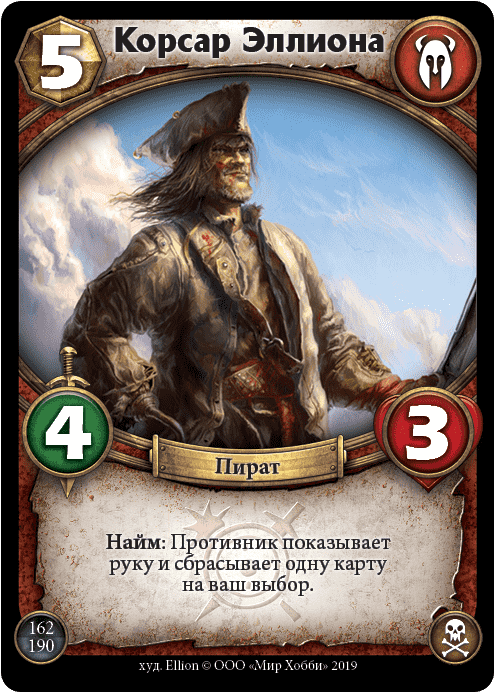 5
Корсар Эллиона
4
3
Пират
Найм: Противник показывает
руку и сбрасывает одну карту
на ваш выбор.
162
190
худ. Ellion © ООО «Мир Хобби» 2019